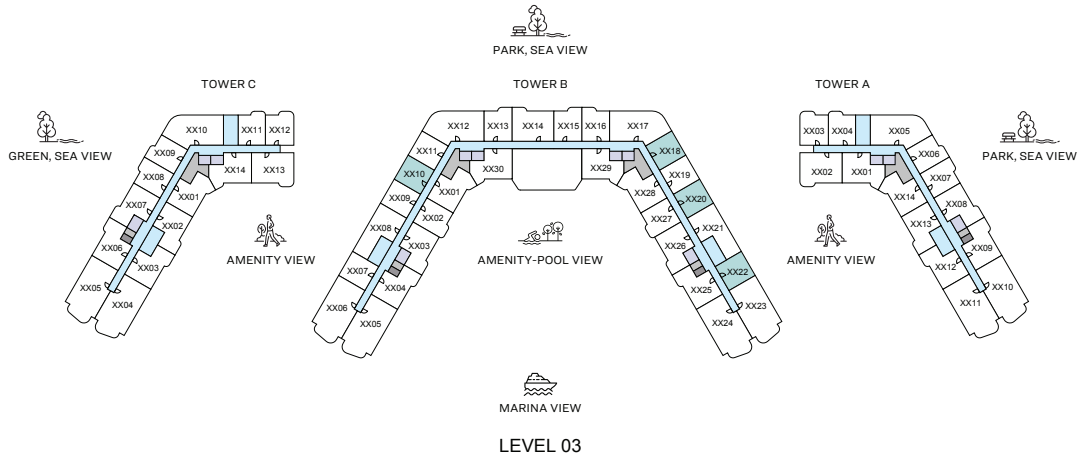 PARK, SEA VIEW
TOWER C
TOWER B
TOWER A
GREEN, SEA VIEW
PARK, SEA VIEW
XX10
XX11
XX12
XX09
XX08
XX14
XX13
XX07
XX01
XX06
XX02
XX05
XX03
XX04
AMENITY VIEW
XX12
XX13
XX14
XX15
XX16
XX17
XX11
XX18
XX10
XX30
XX29
XX19
XX09
XX01
XX28
XX20
XX08
XX02
XX27
XX21
XX07
XX03
XX26
XX22
XX06
XX04
XX25
XX23
XX05
XX24
AMENITY-POOL VIEW
XX03
XX04
XX05
XX02
XX01
XX06
XX14
XX07
XX13
XX08
XX12
XX09
XX11
XX10
AMENITY VIEW
MARINA VIEW
LEVEL 03